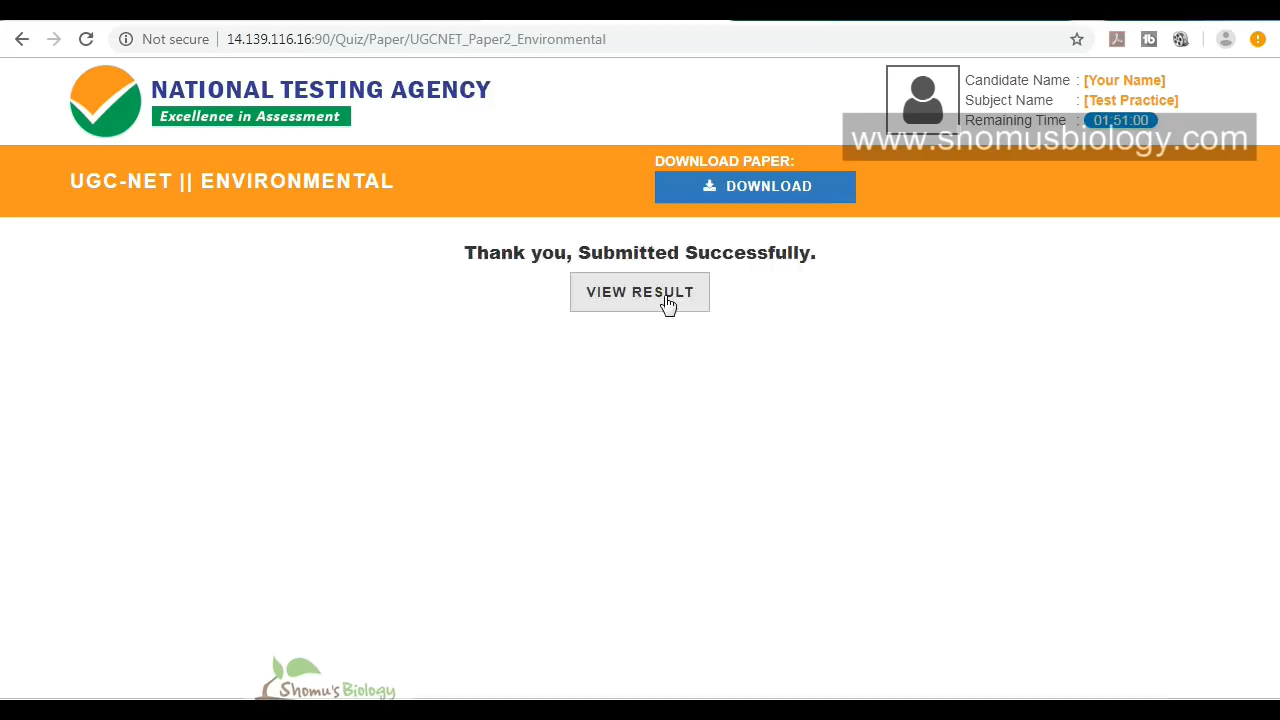 Not secure 14.139.116.16:90/Quiz/Paper/UGCNET_Paper2_Environmental
NATIONAL TESTING AGENCY
Excellence in Assessment
Candidate Name : [Your Name]
Subject Name : [Test Practice]
Remaining Time : 01:51:00
www.shomusbiology.com
DOWNLOAD PAPER:
UGC-NET || ENVIRONMENTAL
DOWNLOAD
Thank you, Submitted Successfully.
VIEW RESULT
Shomu's Biology